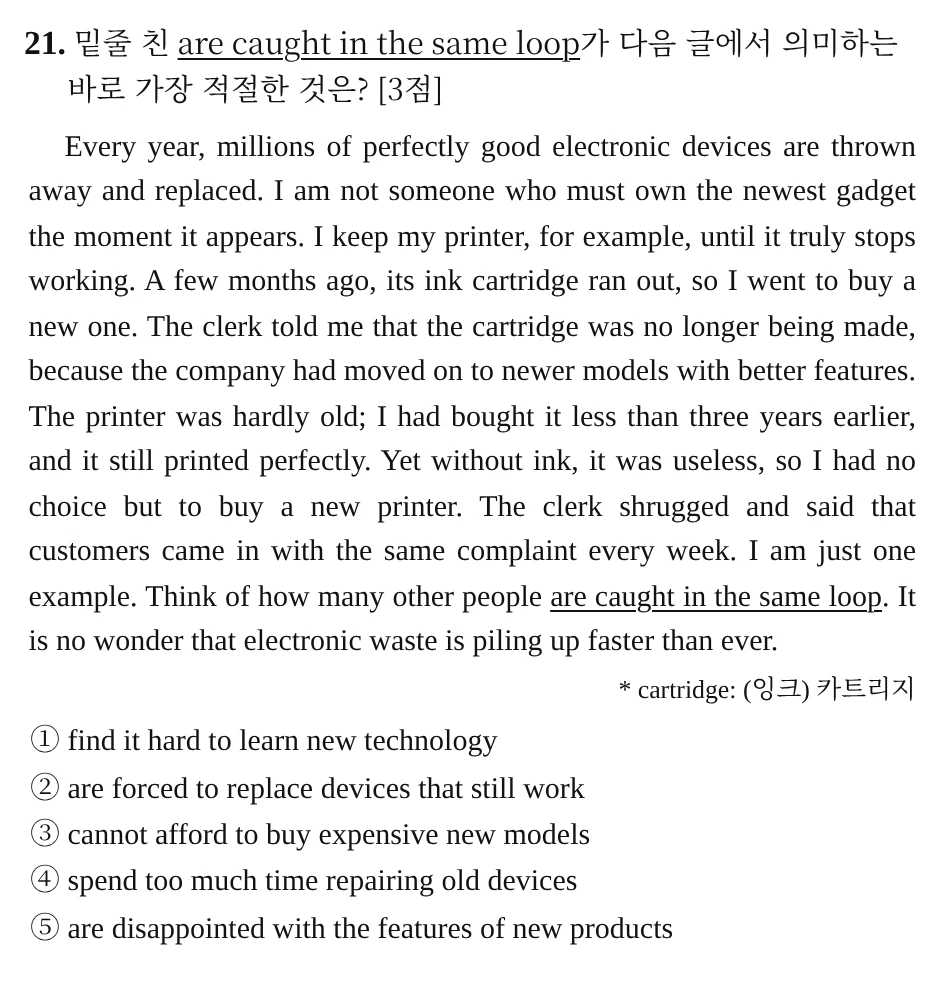 21. 밑줄 친 are caught in the same loop가 다음 글에서 의미하는
바로 가장 적절한 것은? [3점]
Every year, millions of perfectly good electronic devices are thrown
away and replaced. I am not someone who must own the newest gadget
the moment it appears. I keep my printer, for example, until it truly stops
working. A few months ago, its ink cartridge ran out, so I went to buy a
new one. The clerk told me that the cartridge was no longer being made,
because the company had moved on to newer models with better features.
The printer was hardly old; I had bought it less than three years earlier,
and it still printed perfectly. Yet without ink, it was useless, so I had no
choice but to buy a new printer. The clerk shrugged and said that
customers came in with the same complaint every week. I am just one
example. Think of how many other people are caught in the same loop. It
is no wonder that electronic waste is piling up faster than ever.
* cartridge: (잉크) 카트리지
① find it hard to learn new technology
② are forced to replace devices that still work
③ cannot afford to buy expensive new models
④ spend too much time repairing old devices
⑤ are disappointed with the features of new products